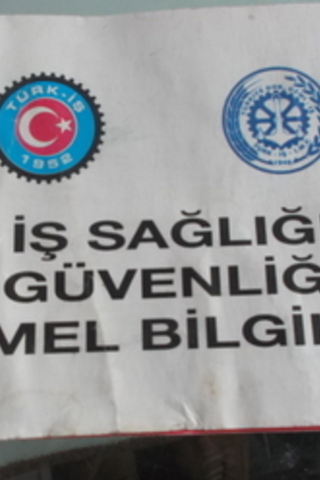 TÜRK-İŞ
1952
İŞ SAĞLIĞ
GÜVENLİĞ
MEL BİLGİ